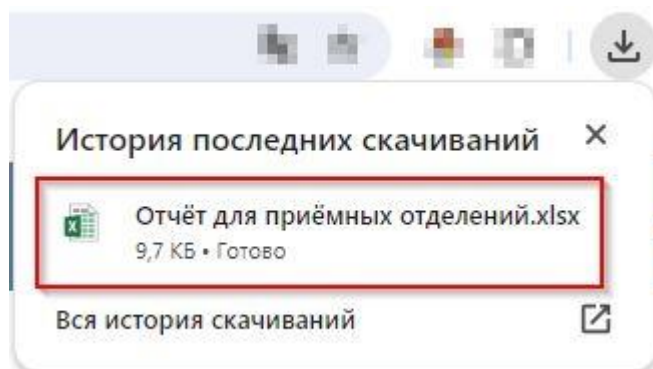 История последних скачиваний
Отчёт для приёмных отделений.xlsx
9,7 КБ • Готово
Вся история скачиваний